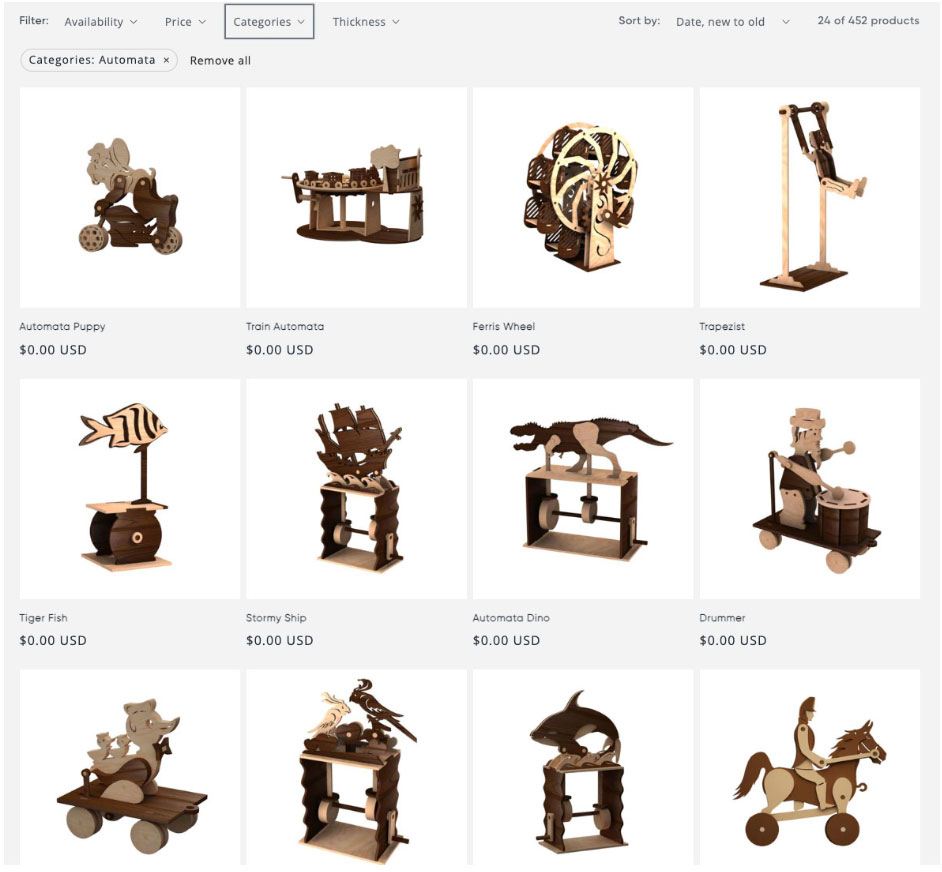 Filter: Availability Price Categories Thickness Sort by: Date, new to old 24 of 452 products
Categories: Automata × Remove all
Automata Puppy Train Automata Ferris Wheel Trapezist
$0.00 USD $0.00 USD $0.00 USD $0.00 USD
Tiger Fish Stormy Ship Automata Dino Drummer
$0.00 USD $0.00 USD $0.00 USD $0.00 USD